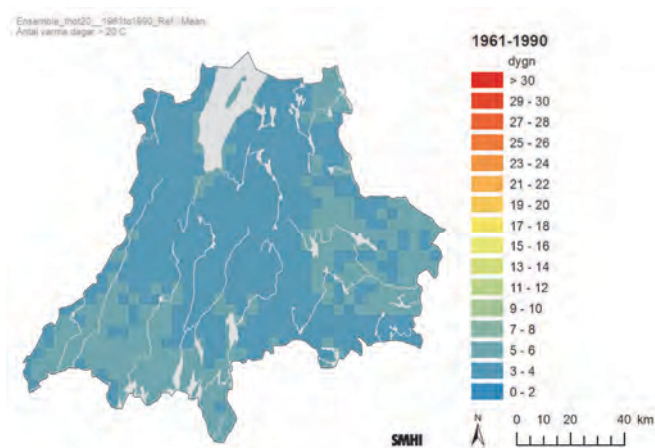 Ensemble_thot20__1961to1990_Ref : Mean
Antal varma dagar > 20 C
1961-1990
dygn
> 30
29 - 30
27 - 28
25 - 26
23 - 24
21 - 22
19 - 20
17 - 18
15 - 16
13 - 14
11 - 12
9 - 10
7 - 8
5 - 6
3 - 4
0 - 2
N
0 10 20 40 km
SMHI